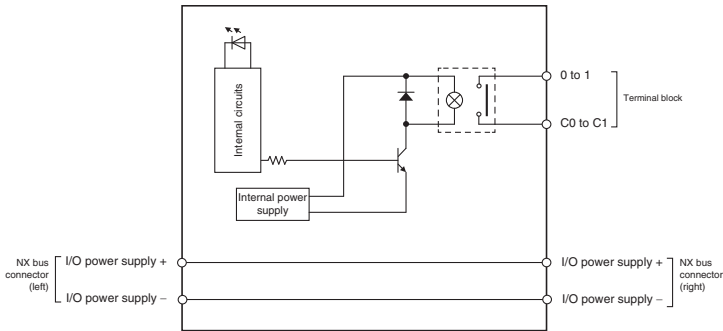 Internal circuits
0 to 1
Terminal block
C0 to C1
Internal power
supply
NX bus
connector
(left)
I/O power supply +
I/O power supply −
I/O power supply +
I/O power supply −
NX bus
connector
(right)